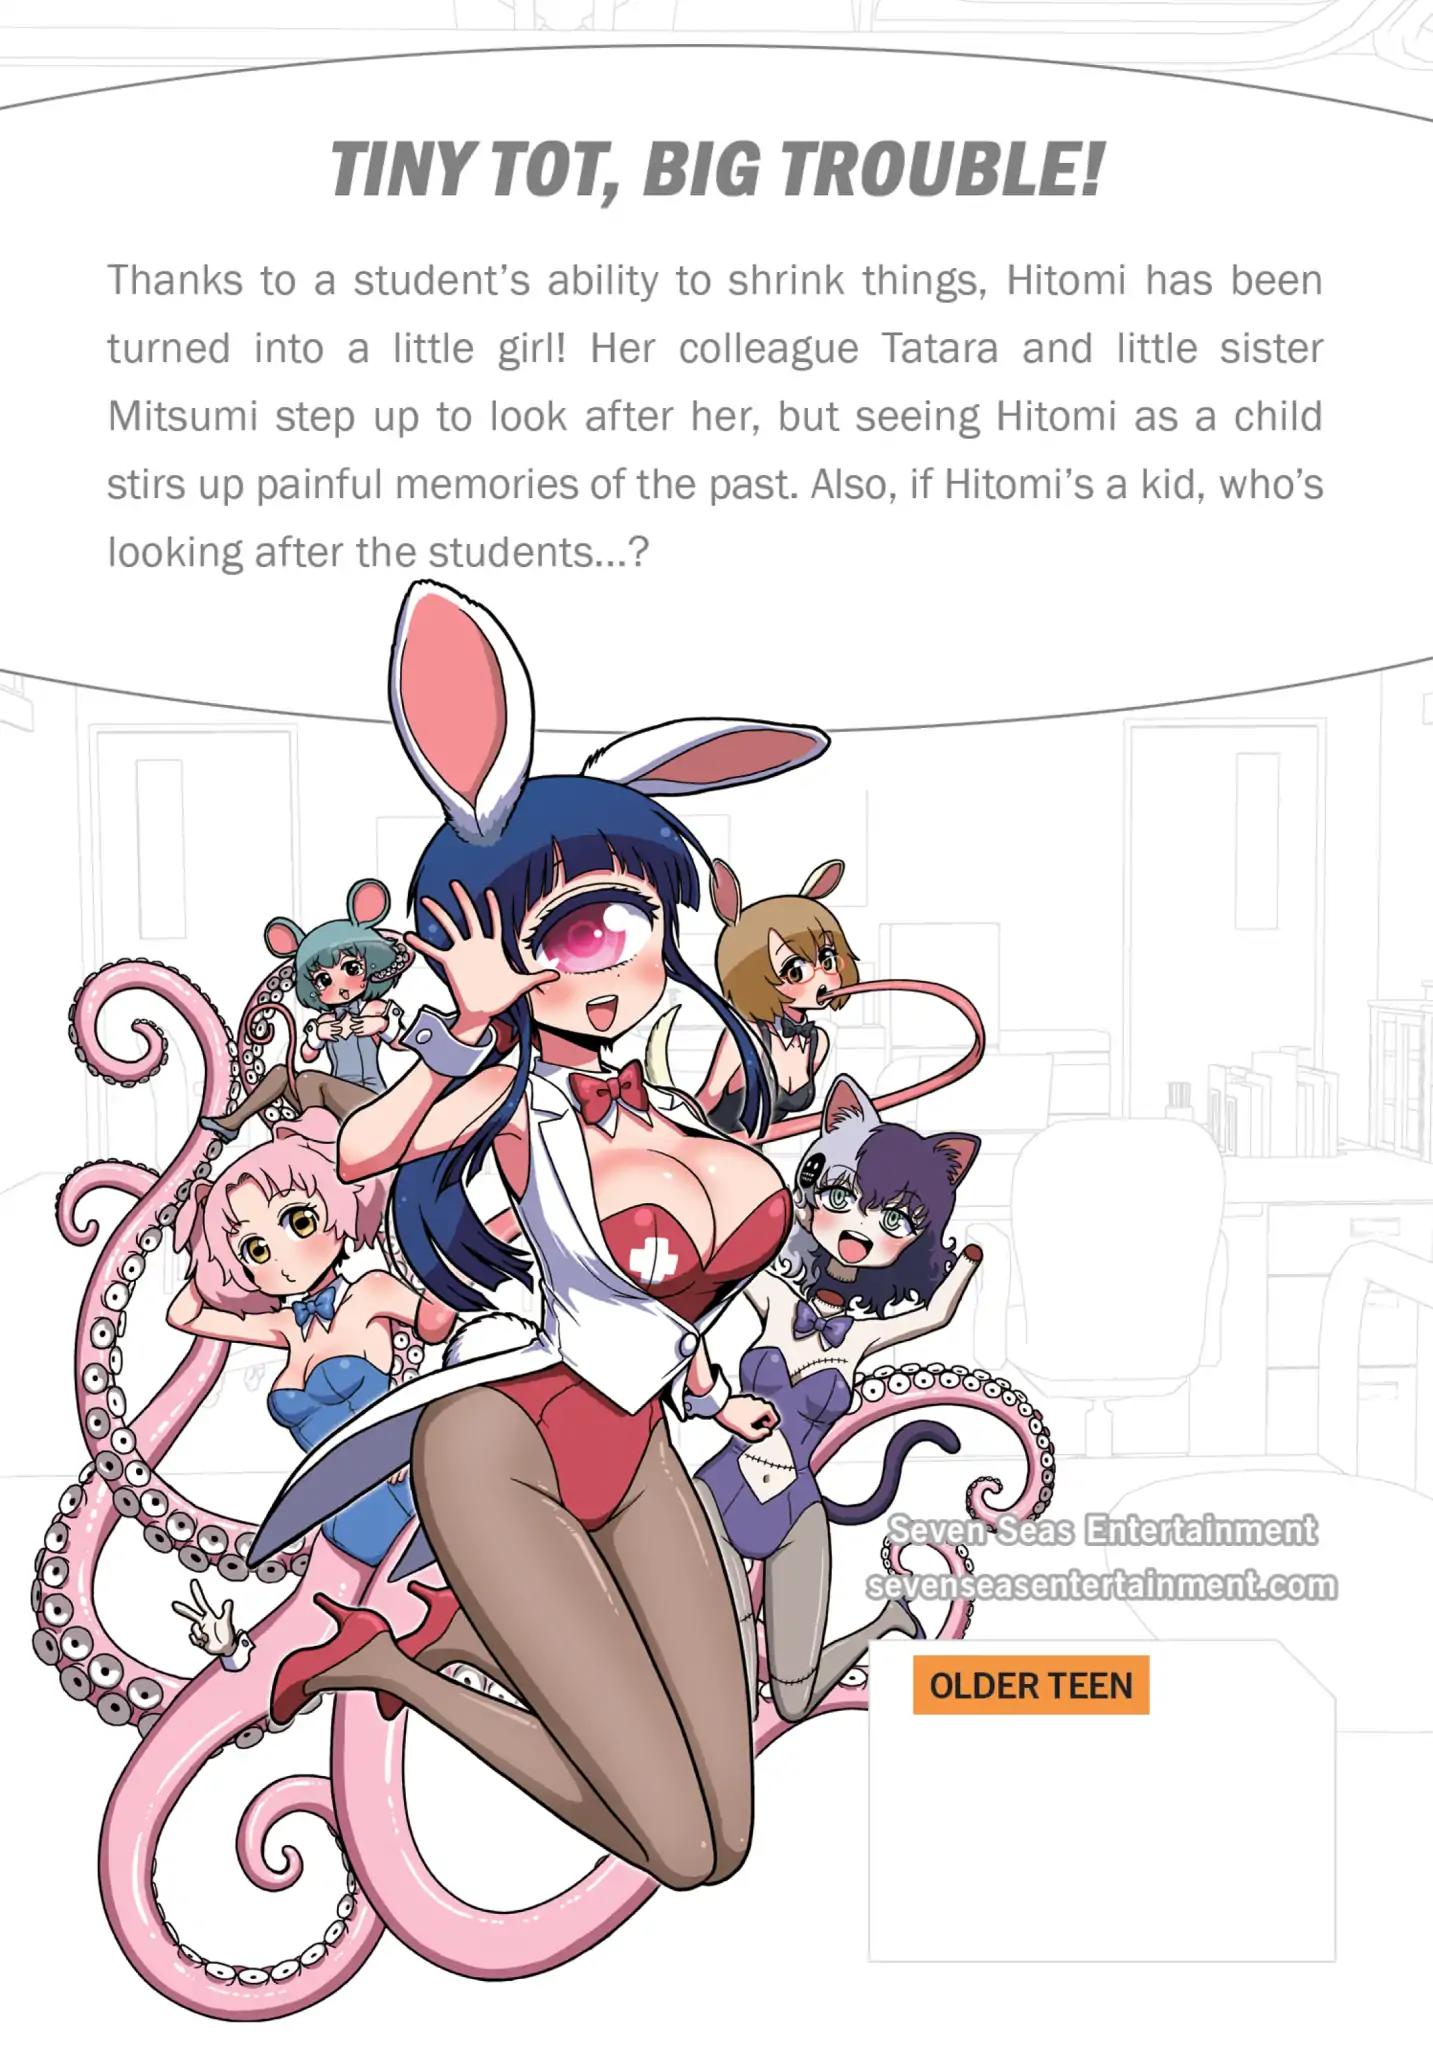 TINY TOT, BIG TROUBLE!
Thanks to a student's ability to shrink things, Hitomi has been
turned into a little girl! Her colleague Tatara and little sister
Mitsumi step up to look after her, but seeing Hitomi as a child
stirs up painful memories of the past. Also, if Hitomi's a kid, who's
looking after the students...?
Seven Seas Entertainment
sevenseasentertainment.com
OLDER TEEN